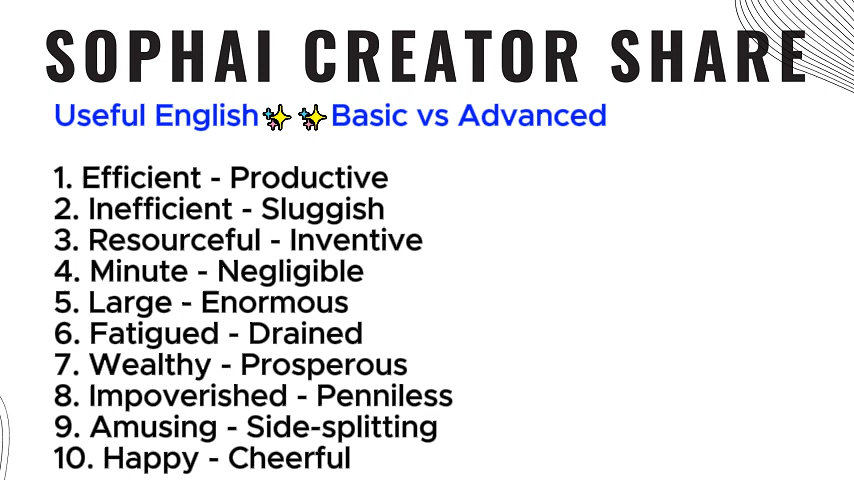 SOPHAI CREATOR SHARE
Useful English✨ ✨Basic vs Advanced
1. Efficient - Productive
2. Inefficient - Sluggish
3. Resourceful - Inventive
4. Minute - Negligible
5. Large - Enormous
6. Fatigued - Drained
7. Wealthy - Prosperous
8. Impoverished - Penniless
9. Amusing - Side-splitting
10. Happy - Cheerful